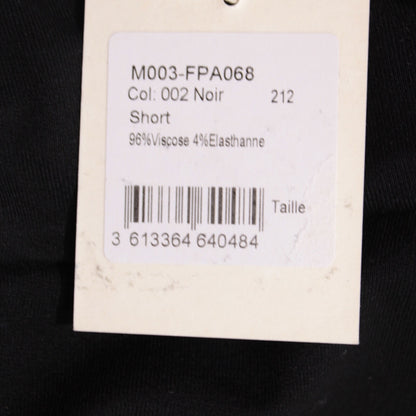 M003-FPA068
Col: 002 Noir 212
Short
96%Viscose 4%Elasthanne
Taille
3 613364 640484